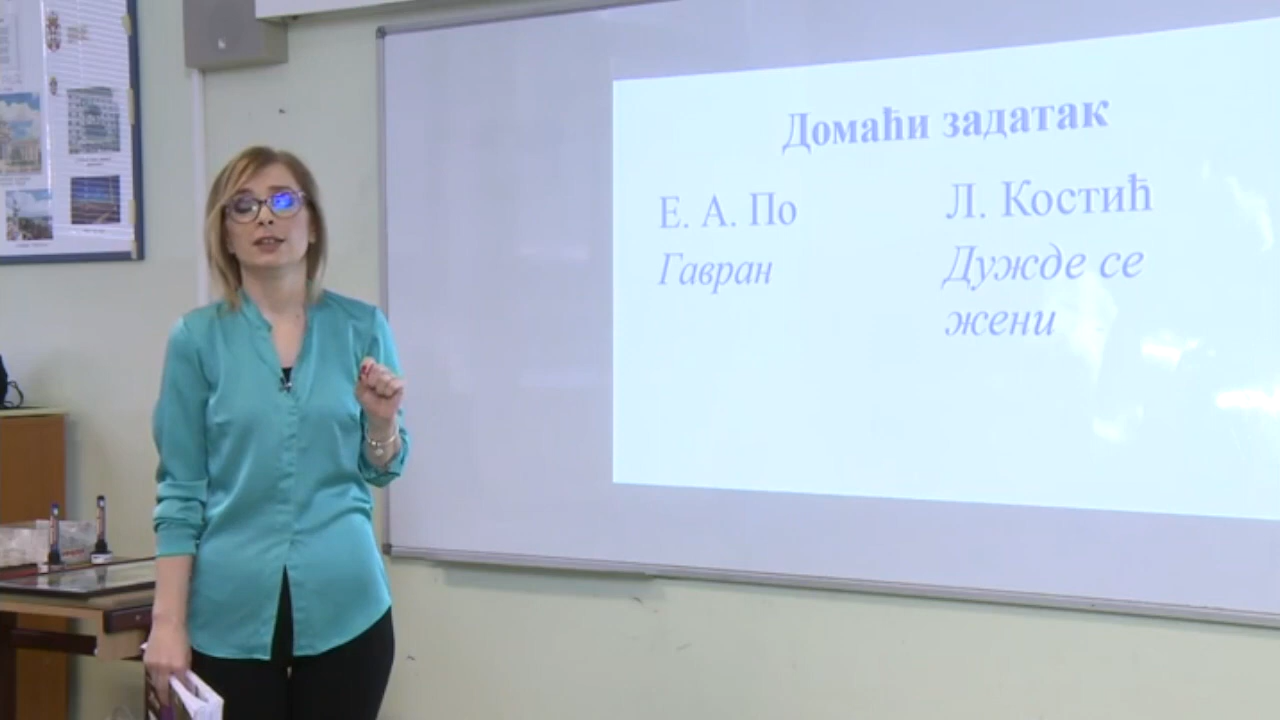 Домаћи задатак
Е. А. По
Гавран
Л. Костић
Дужде се
жени